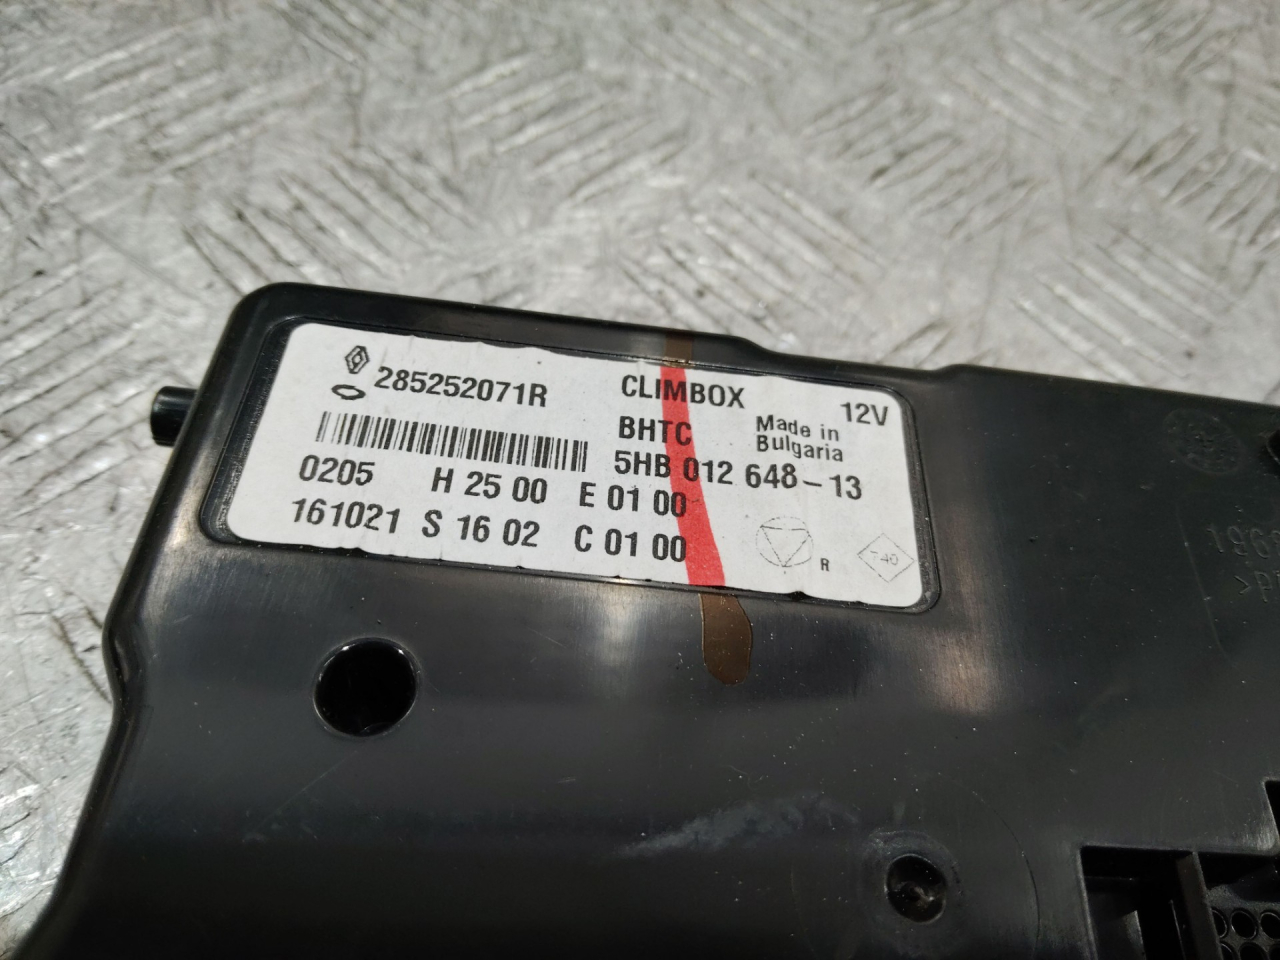 285252071R CLIMBOX 12V
BHTC Made in Bulgaria
5HB 012 648-13
0205 H 25 00 E 01 00
161021 S 16 02 C 01 00
R
740